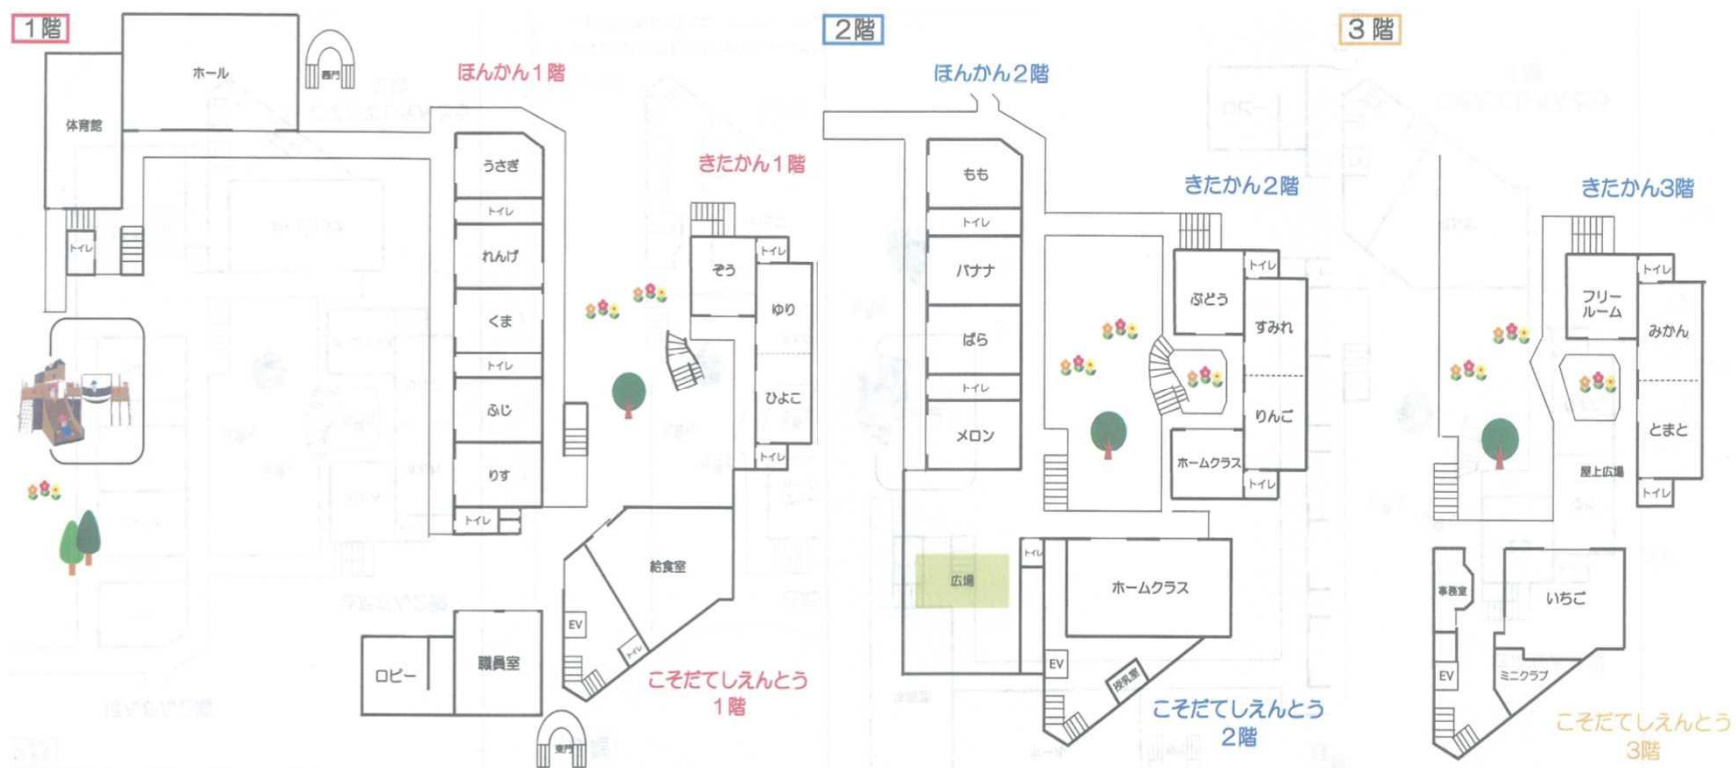 1階
ホール
西門
体育館
トイレ
ほんかん1階
うさぎ
トイレ
れんげ
くま
トイレ
ふじ
りす
トイレ
きたかん1階
ぞう
トイレ
ゆり
ひよこ
トイレ
給食室
EV
トイレ
ロビー
職員室
こそだてしえんとう
1階
東門
2階
ほんかん2階
もも
トイレ
バナナ
ばら
トイレ
メロン
きたかん2階
ぶどう
トイレ
すみれ
りんご
ホームクラス
トイレ
広場
トイレ
ホームクラス
EV
授乳室
こそだてしえんとう
2階
3階
きたかん3階
フリー
ルーム
トイレ
みかん
とまと
屋上広場
トイレ
事務室
いちご
EV
ミニクラブ
こそだてしえんとう
3階